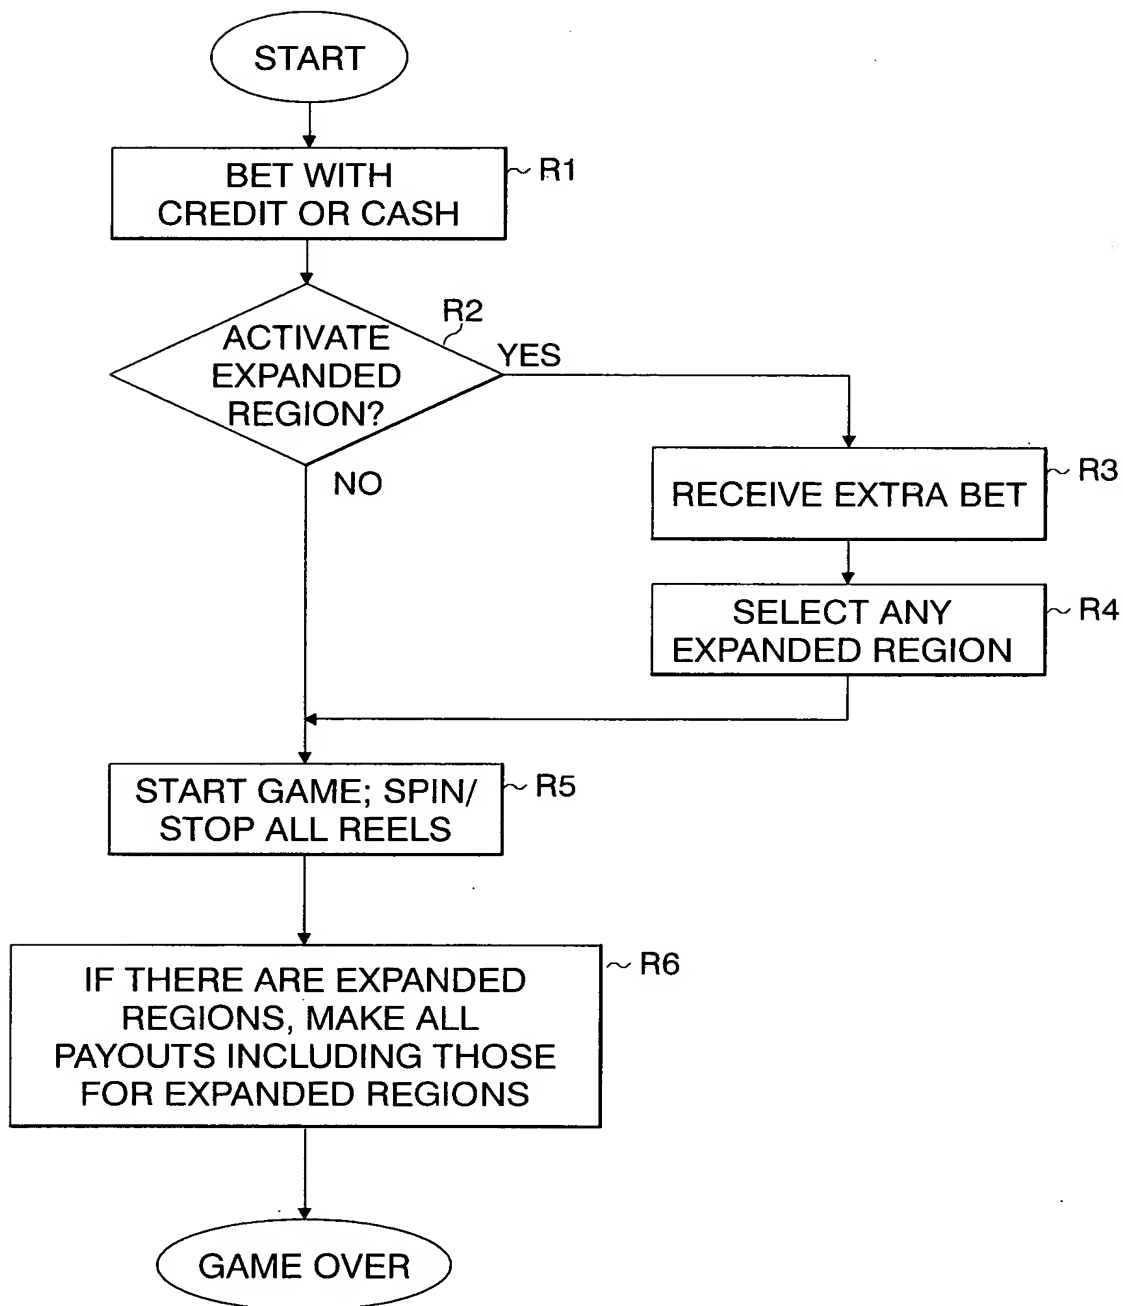 START
BET WITH
CREDIT OR CASH
R1
ACTIVATE
EXPANDED
REGION?
R2
YES
NO
RECEIVE EXTRA BET
R3
SELECT ANY
EXPANDED REGION
R4
START GAME; SPIN/
STOP ALL REELS
R5
IF THERE ARE EXPANDED
REGIONS, MAKE ALL
PAYOUTS INCLUDING THOSE
FOR EXPANDED REGIONS
R6
GAME OVER